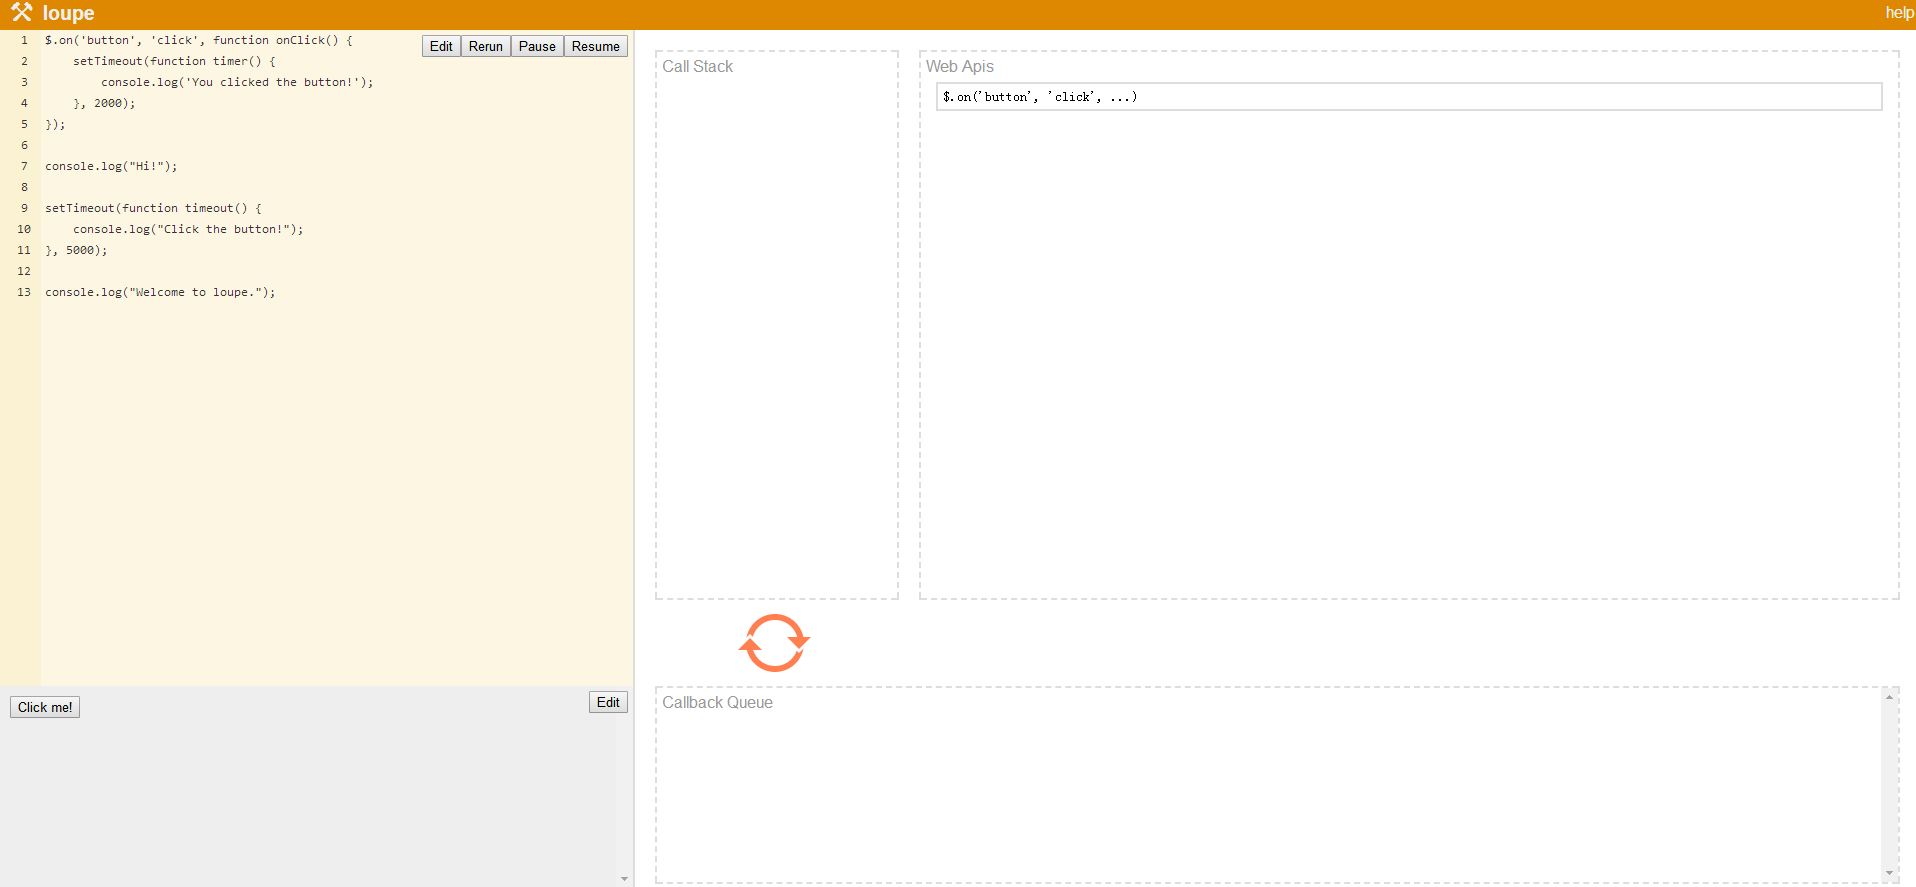 loupe
help
1 $.on('button', 'click', function onClick() {
2 setTimeout(function timer() {
3 console.log('You clicked the button!');
4 }, 2000);
5 });
6
7 console.log("Hi!");
8
9 setTimeout(function timeout() {
10 console.log("Click the button!");
11 }, 5000);
12
13 console.log("Welcome to loupe.");
Edit Rerun Pause Resume
Click me!
Edit
Call Stack
Web Apis
$.on('button', 'click', ...)
Callback Queue